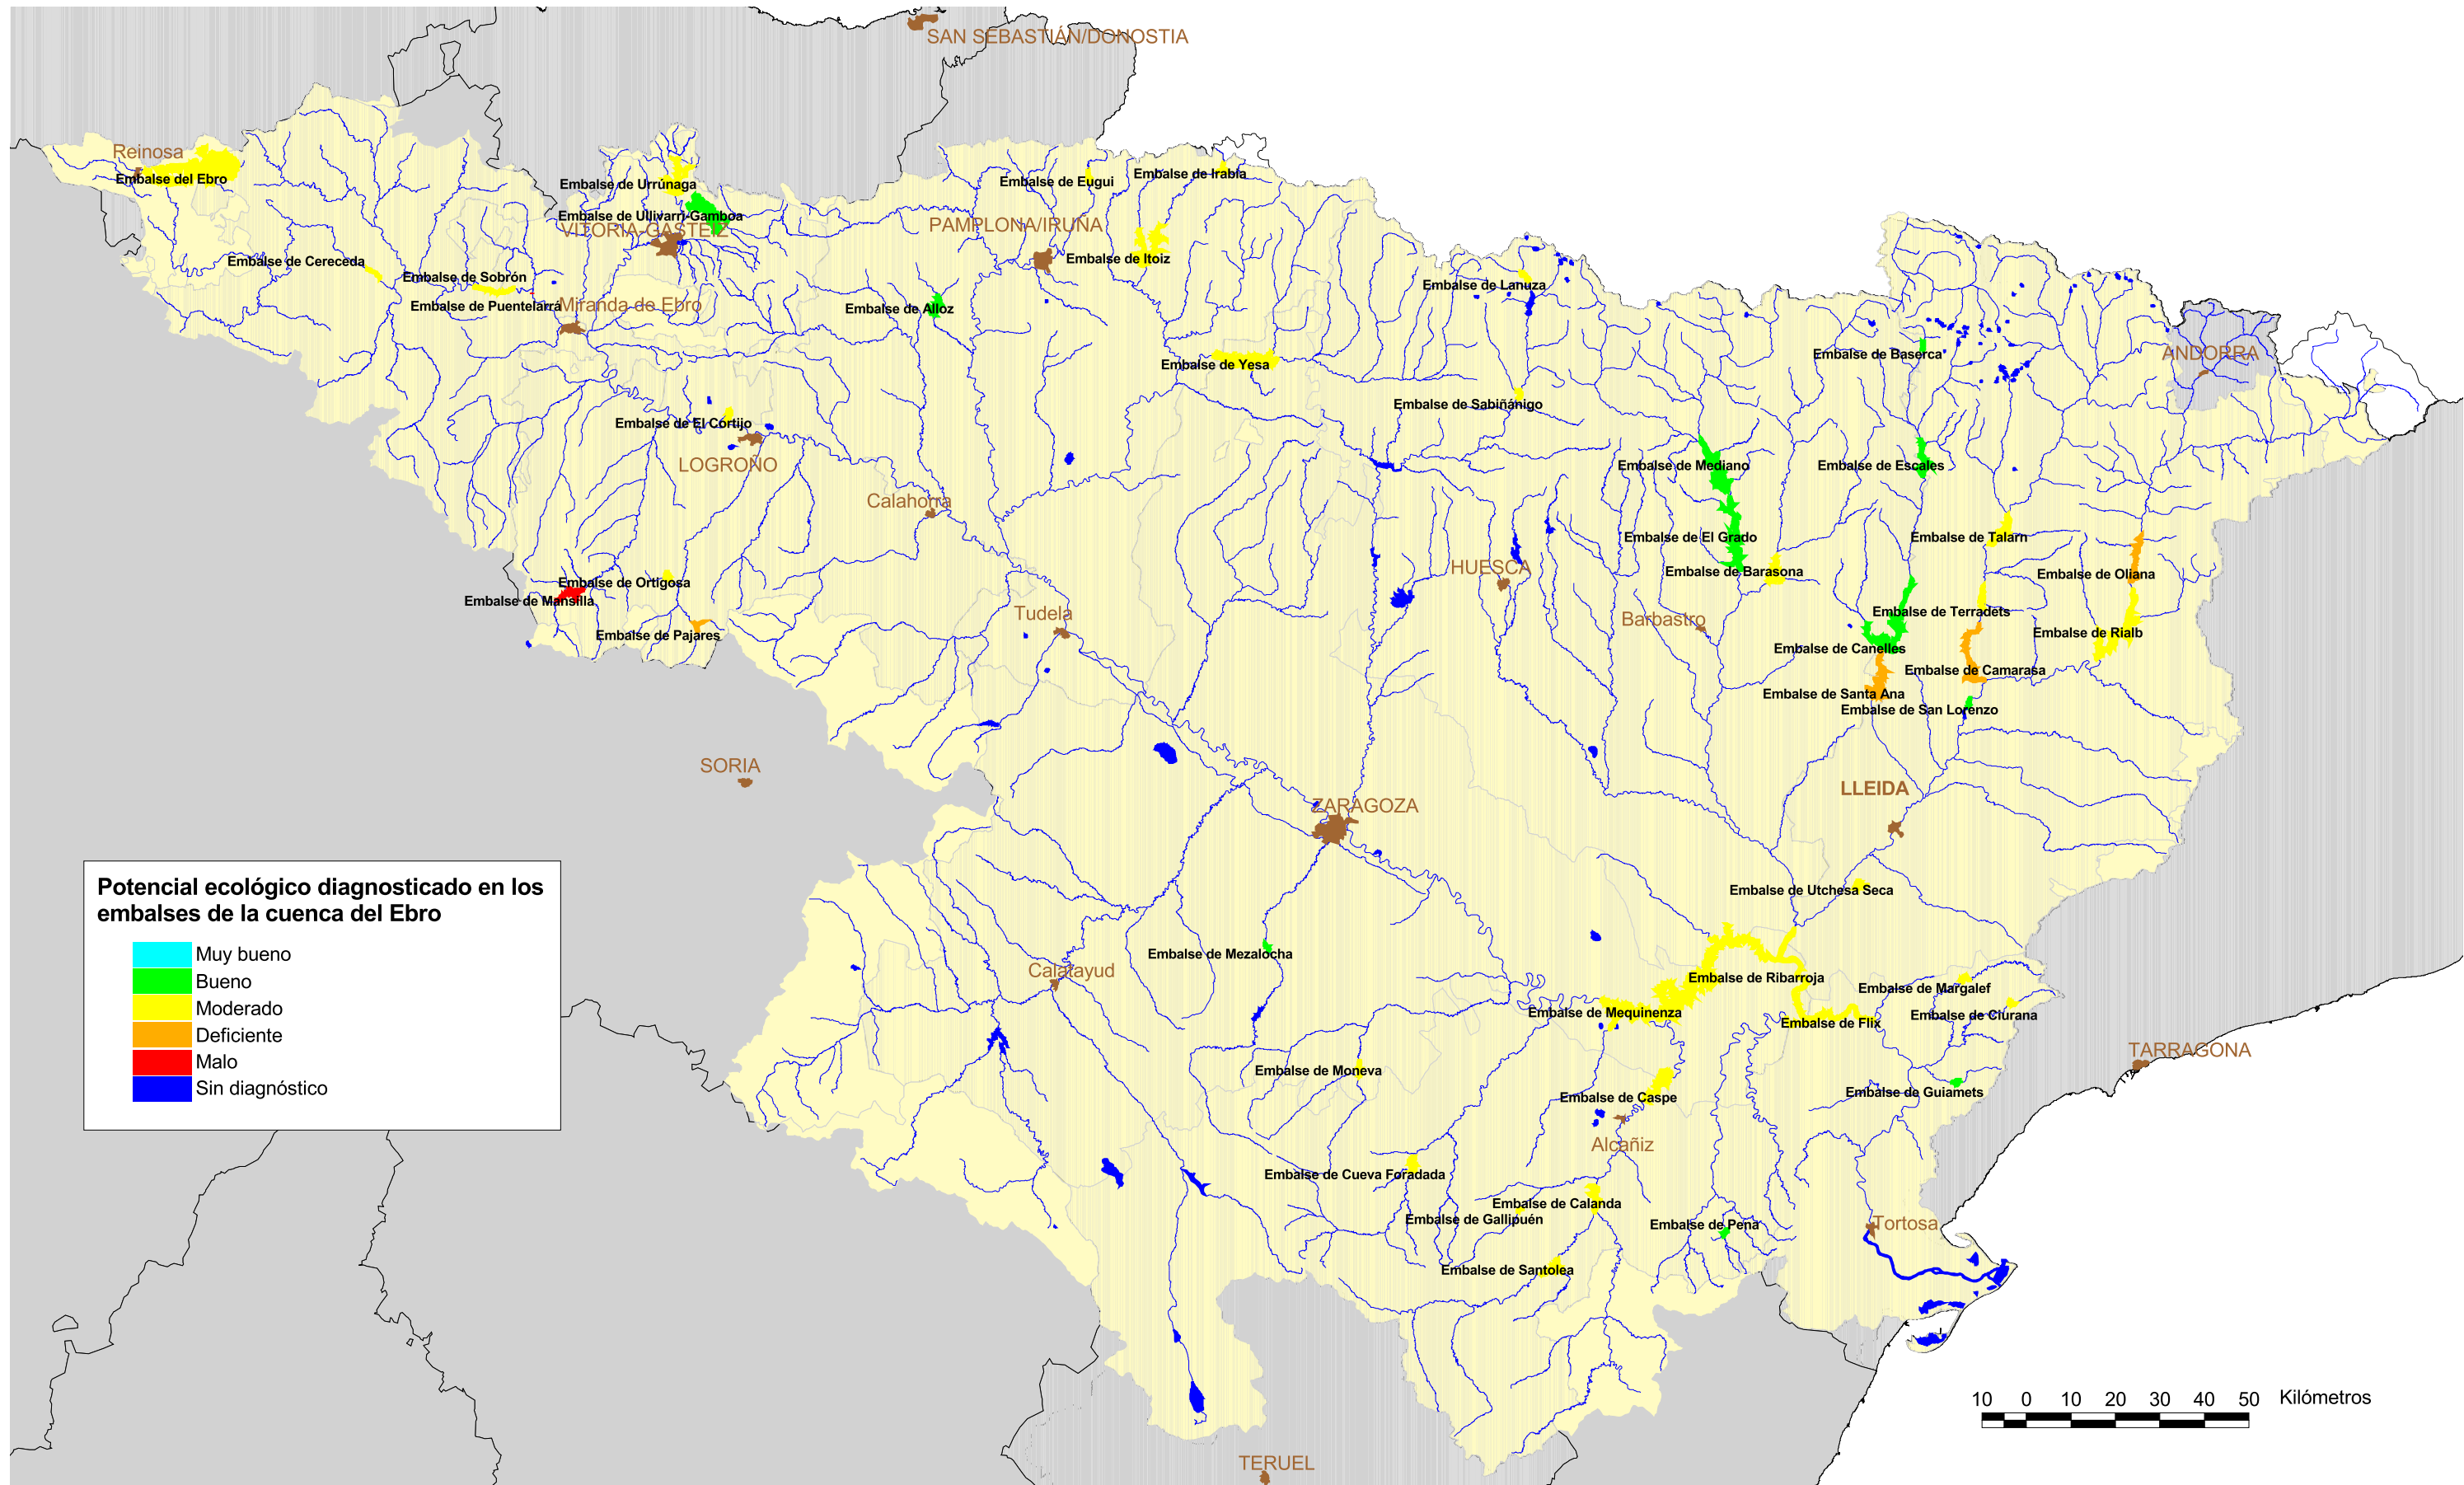 SAN SEBASTIÁN/DONOSTIA
Reinosa
Embalse del Ebro
Embalse de Urrúnaga
Embalse de Eugui
Embalse de Irabia
Embalse de Ullivarri-Gamboa
VITORIA-GASTEIZ
PAMPLONA/IRUÑA
Embalse de Itoiz
Embalse de Cereceda
Embalse de Sobrón
Embalse de Puentelarrá
Miranda de Ebro
Embalse de Alloz
Embalse de Lanuza
Embalse de Baserca
ANDORRA
Embalse de Yesa
Embalse de Sabiñánigo
Embalse de El Cortijo
LOGROÑO
Embalse de Mediano
Embalse de Escales
Calahorra
Embalse de El Grado
Embalse de Talarn
HUESCA
Embalse de Barasona
Embalse de Oliana
Embalse de Ortigosa
Embalse de Mansilla
Embalse de Pajares
Tudela
Barbastro
Embalse de Terradets
Embalse de Rialb
Embalse de Canelles
Embalse de Camarasa
Embalse de Santa Ana
Embalse de San Lorenzo
SORIA
LLEIDA
ZARAGOZA
Potencial ecológico diagnosticado en los
embalses de la cuenca del Ebro
Muy bueno
Bueno
Moderado
Deficiente
Malo
Sin diagnóstico
Embalse de Utchesa Seca
Embalse de Mezalocha
Calatayud
Embalse de Ribarroja
Embalse de Margalef
Embalse de Mequinenza
Embalse de Flix
Embalse de Ciurana
TARRAGONA
Embalse de Moneva
Embalse de Caspe
Embalse de Guiamets
Alcañiz
Embalse de Cueva Foradada
Embalse de Calanda
Embalse de Gallipuén
Embalse de Pena
Tortosa
Embalse de Santolea
10 0 10 20 30 40 50 Kilómetros
TERUEL